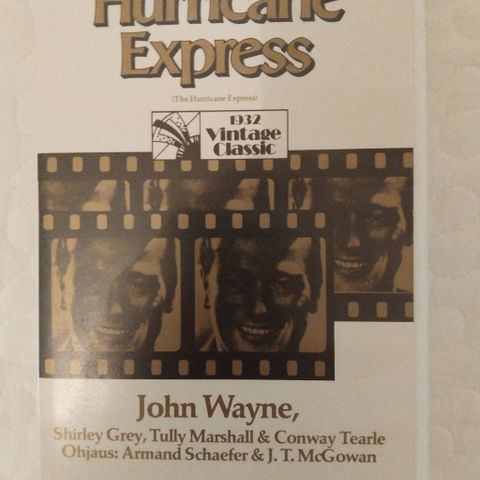 Hurricane
Express
(The Hurricane Express)
1932
Vintage
Classic
John Wayne,
Shirley Grey, Tully Marshall & Conway Tearle
Ohjaus: Armand Schaefer & J. T. McGowan